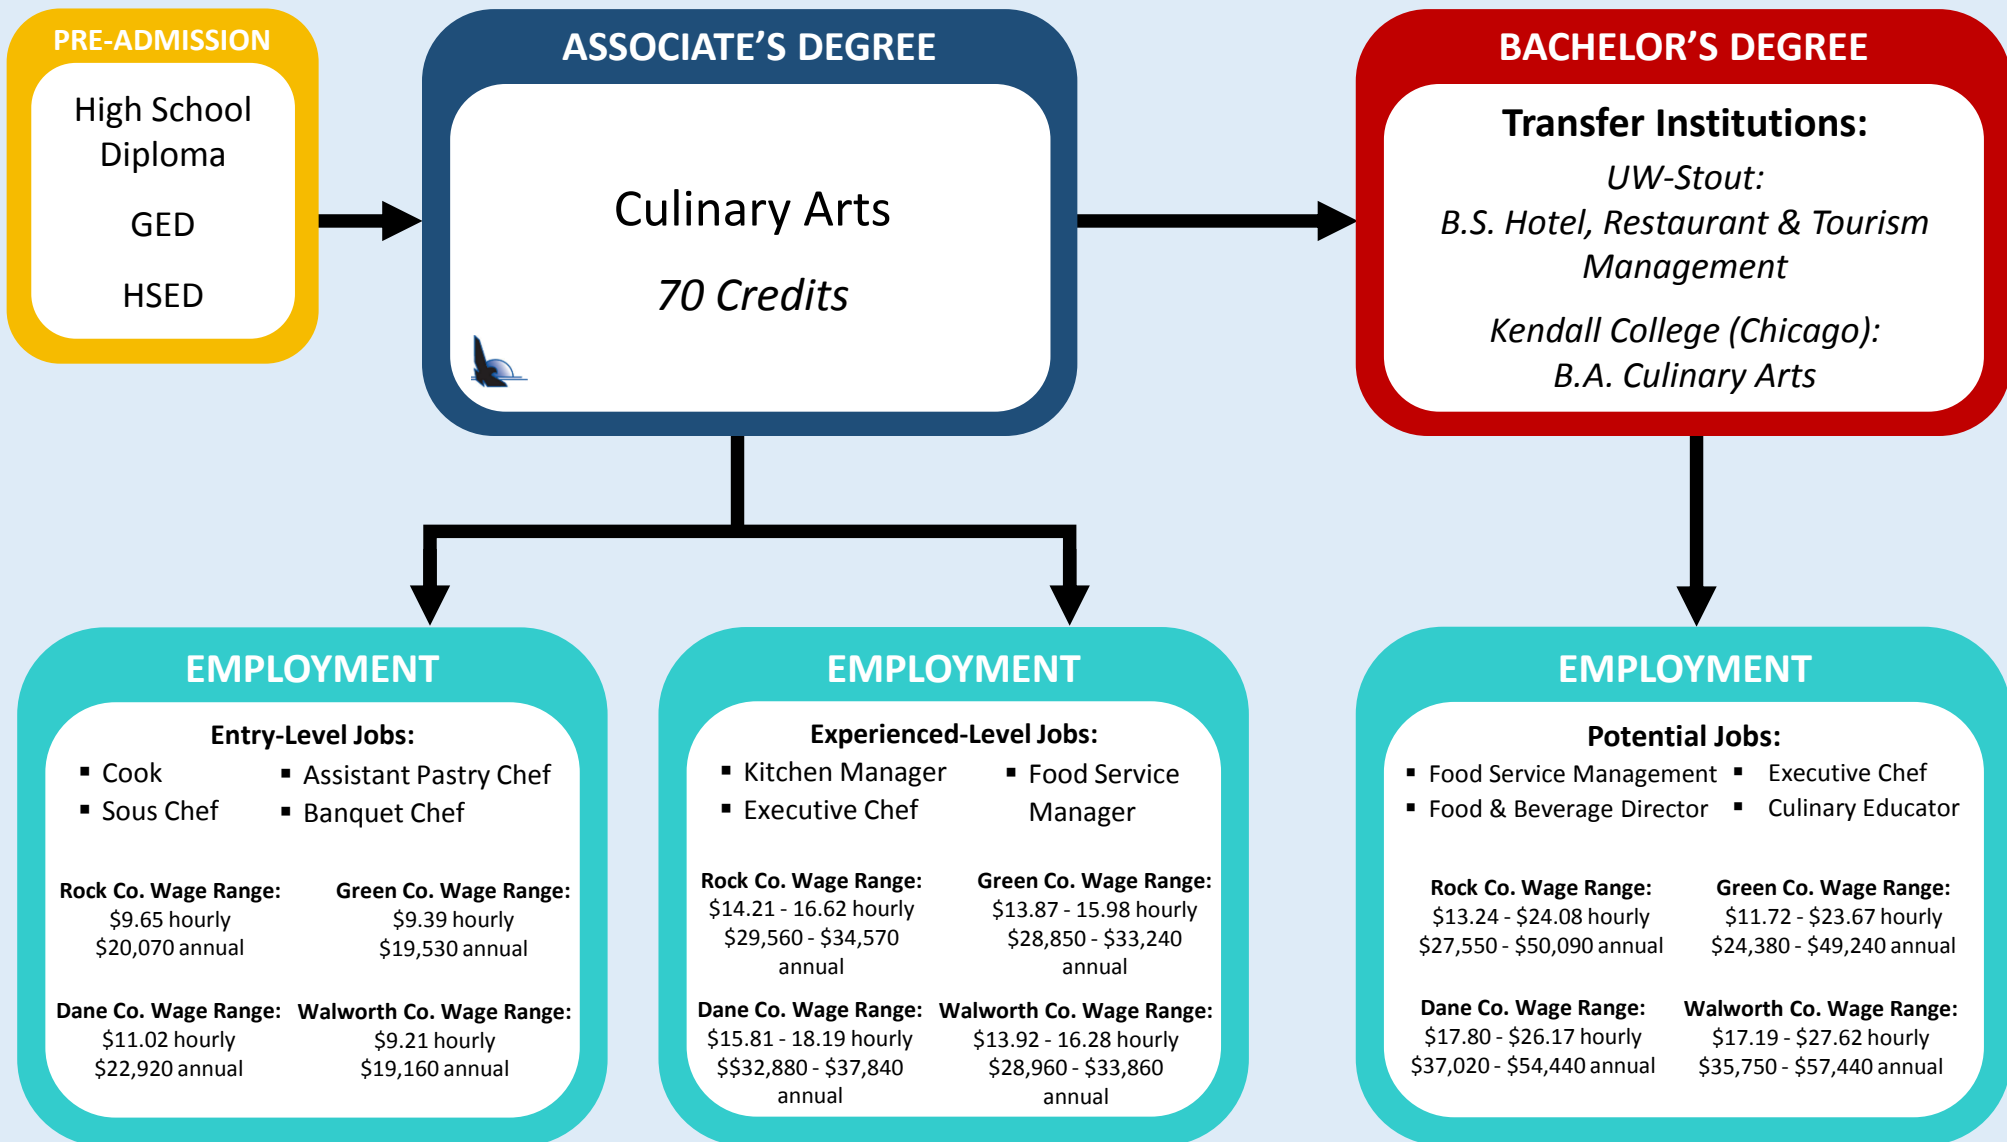 PRE-ADMISSION
High School
Diploma
GED
HSED
ASSOCIATE'S DEGREE
Culinary Arts
70 Credits
BACHELOR'S DEGREE
Transfer Institutions:
UW-Stout:
B.S. Hotel, Restaurant & Tourism
Management
Kendall College (Chicago):
B.A. Culinary Arts
EMPLOYMENT
Entry-Level Jobs:
▪ Cook
▪ Sous Chef
▪ Assistant Pastry Chef
▪ Banquet Chef
Rock Co. Wage Range:
$9.65 hourly
$20,070 annual
Green Co. Wage Range:
$9.39 hourly
$19,530 annual
Dane Co. Wage Range:
$11.02 hourly
$22,920 annual
Walworth Co. Wage Range:
$9.21 hourly
$19,160 annual
EMPLOYMENT
Experienced-Level Jobs:
▪ Kitchen Manager
▪ Executive Chef
▪ Food Service
Manager
Rock Co. Wage Range:
$14.21 - 16.62 hourly
$29,560 - $34,570
annual
Green Co. Wage Range:
$13.87 - 15.98 hourly
$28,850 - $33,240
annual
Dane Co. Wage Range:
$15.81 - 18.19 hourly
$$32,880 - $37,840
annual
Walworth Co. Wage Range:
$13.92 - 16.28 hourly
$28,960 - $33,860
annual
EMPLOYMENT
Potential Jobs:
▪ Food Service Management
▪ Food & Beverage Director
▪ Executive Chef
▪ Culinary Educator
Rock Co. Wage Range:
$13.24 - $24.08 hourly
$27,550 - $50,090 annual
Green Co. Wage Range:
$11.72 - $23.67 hourly
$24,380 - $49,240 annual
Dane Co. Wage Range:
$17.80 - $26.17 hourly
$37,020 - $54,440 annual
Walworth Co. Wage Range:
$17.19 - $27.62 hourly
$35,750 - $57,440 annual